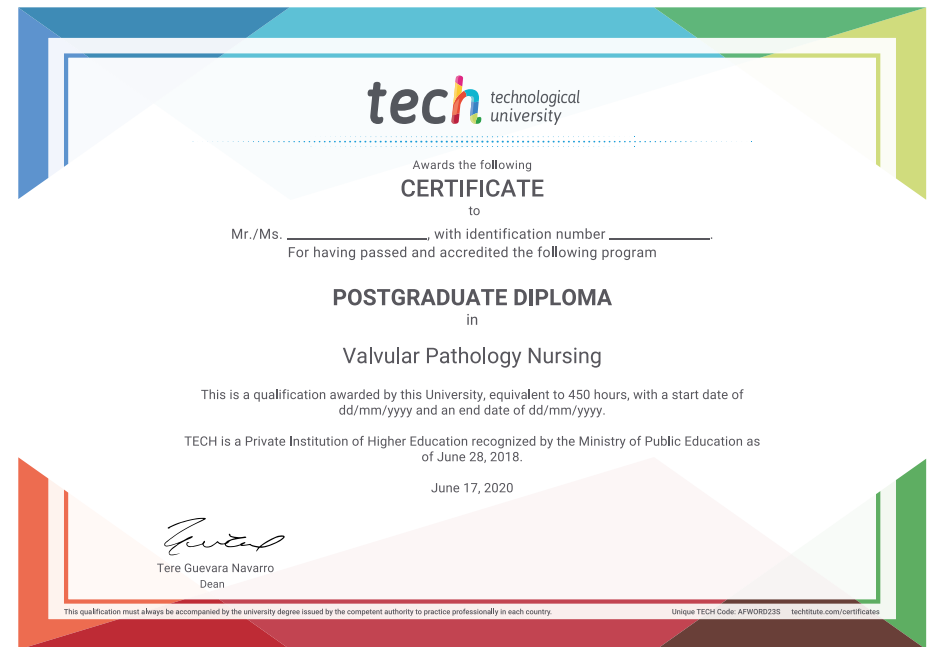 tech technological
university
Awards the following
CERTIFICATE
to
Mr./Ms. ____________________, with identification number ______________.
For having passed and accredited the following program
POSTGRADUATE DIPLOMA
in
Valvular Pathology Nursing
This is a qualification awarded by this University, equivalent to 450 hours, with a start date of
dd/mm/yyyy and an end date of dd/mm/yyyy.
TECH is a Private Institution of Higher Education recognized by the Ministry of Public Education as
of June 28, 2018.
June 17, 2020
Tere Guevara Navarro
Dean
This qualification must always be accompanied by the university degree issued by the competent authority to practice professionally in each country.
Unique TECH Code: AFWORD23S techtitute.com/certificates